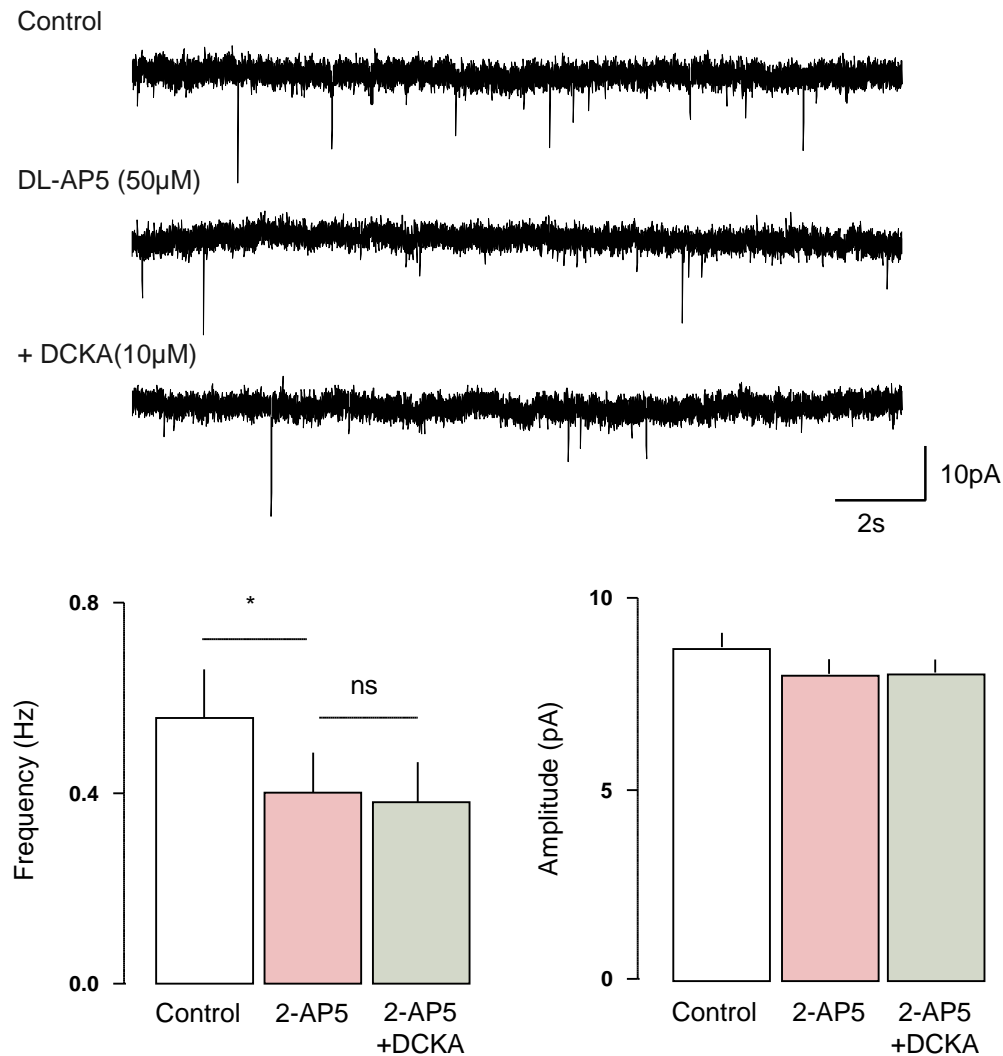 Control
DL-AP5 (50µM)
+ DCKA(10µM)
10pA
2s
0.8
0.4
0.0
Frequency (Hz)
*
ns
Control
2-AP5
2-AP5
+DCKA
10
5
0
Amplitude (pA)
Control
2-AP5
2-AP5
+DCKA